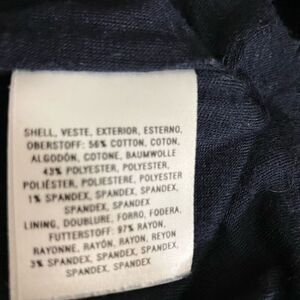 SHELL, VESTE, EXTERIOR, ESTERNO,
OBERSTOFF: 56% COTTON, COTON,
ALGODÓN, COTONE, BAUMWOLLE
43% POLYESTER, POLYESTER,
POLIÉSTER, POLIESTERE, POLYESTER
1% SPANDEX, SPANDEX, SPANDEX,
SPANDEX, SPANDEX
LINING, DOUBLURE, FORRO, FODERA,
FUTTERSTOFF: 97% RAYON,
RAYONNE, RAYÓN, RAYON, REYON
3% SPANDEX, SPANDEX, SPANDEX,
SPANDEX, SPANDEX